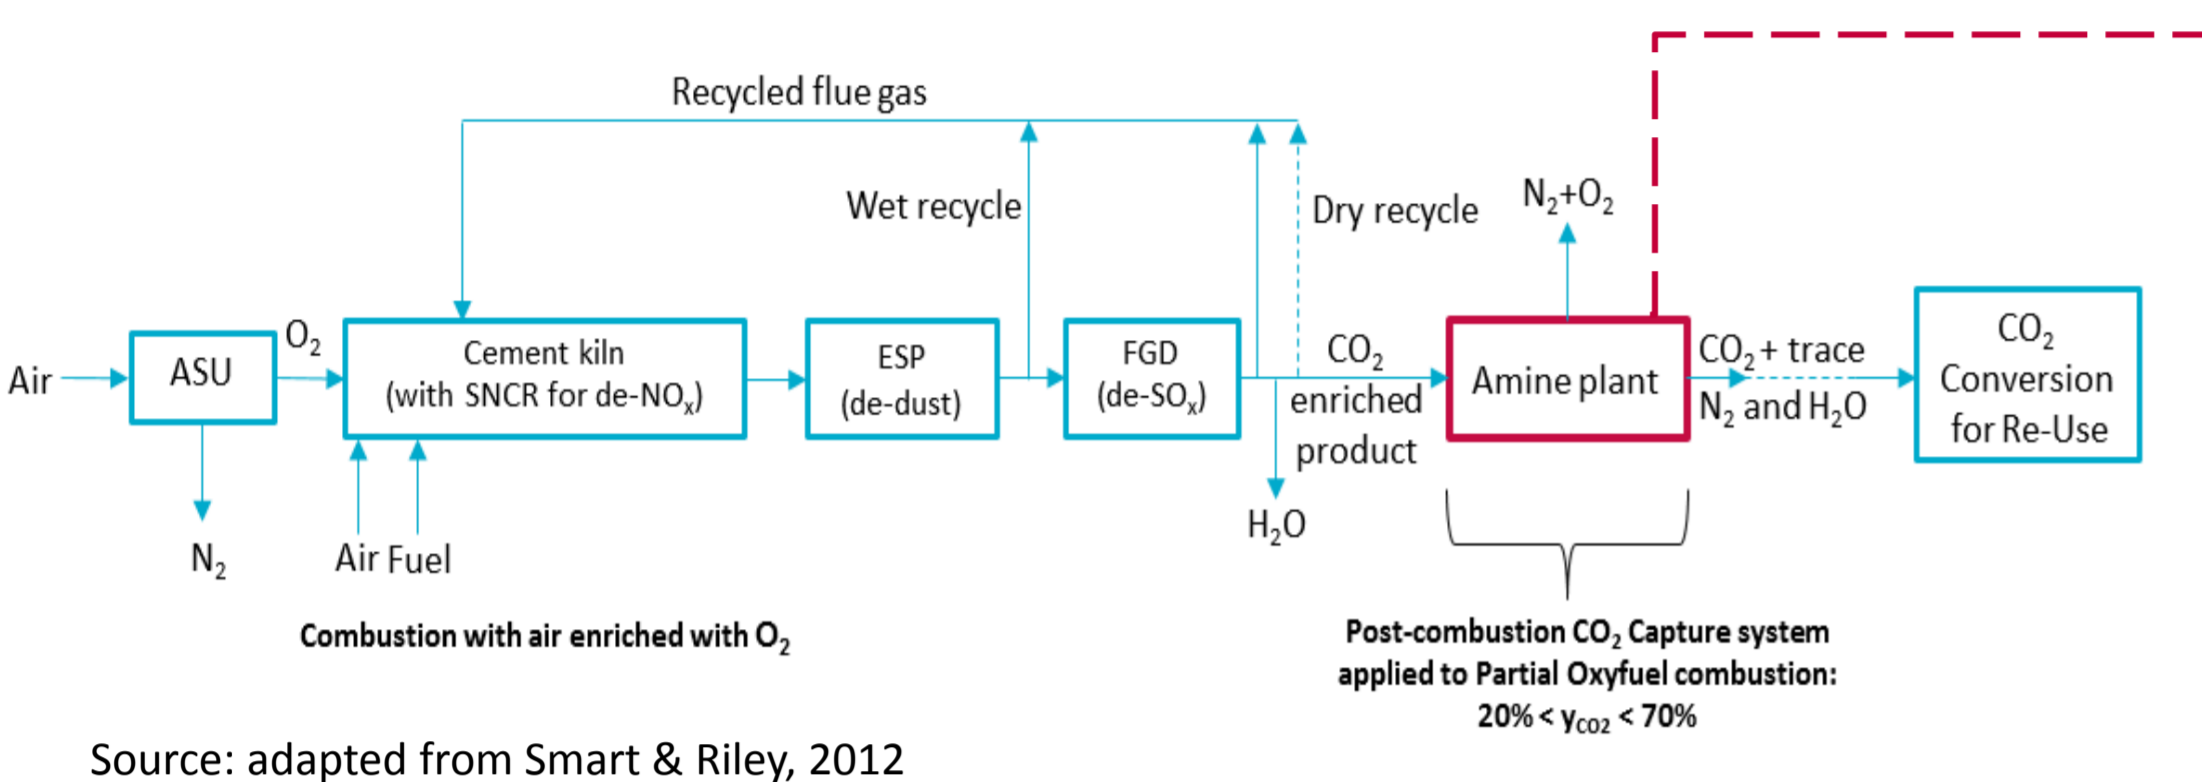 Recycled flue gas
Wet recycle
Dry recycle
N₂+O₂
Air
ASU
O₂
Cement kiln
(with SNCR for de-NOₓ)
ESP
(de-dust)
FGD
(de-SOₓ)
CO₂
enriched
product
Amine plant
CO₂ + trace
N₂ and H₂O
CO₂
Conversion
for Re-Use
N₂
Air Fuel
H₂O
Combustion with air enriched with O₂
Post-combustion CO₂ Capture system
applied to Partial Oxyfuel combustion:
20% < y_CO2 < 70%
Source: adapted from Smart & Riley, 2012